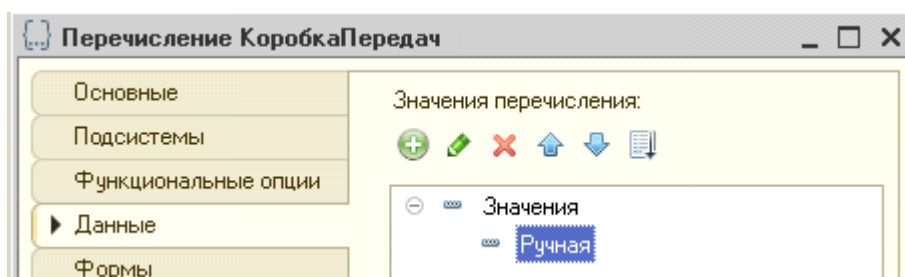 Перечисление КоробкаПередач
Основные
Подсистемы
Функциональные опции
Данные
Формы
Значения перечисления:
Значения
Ручная